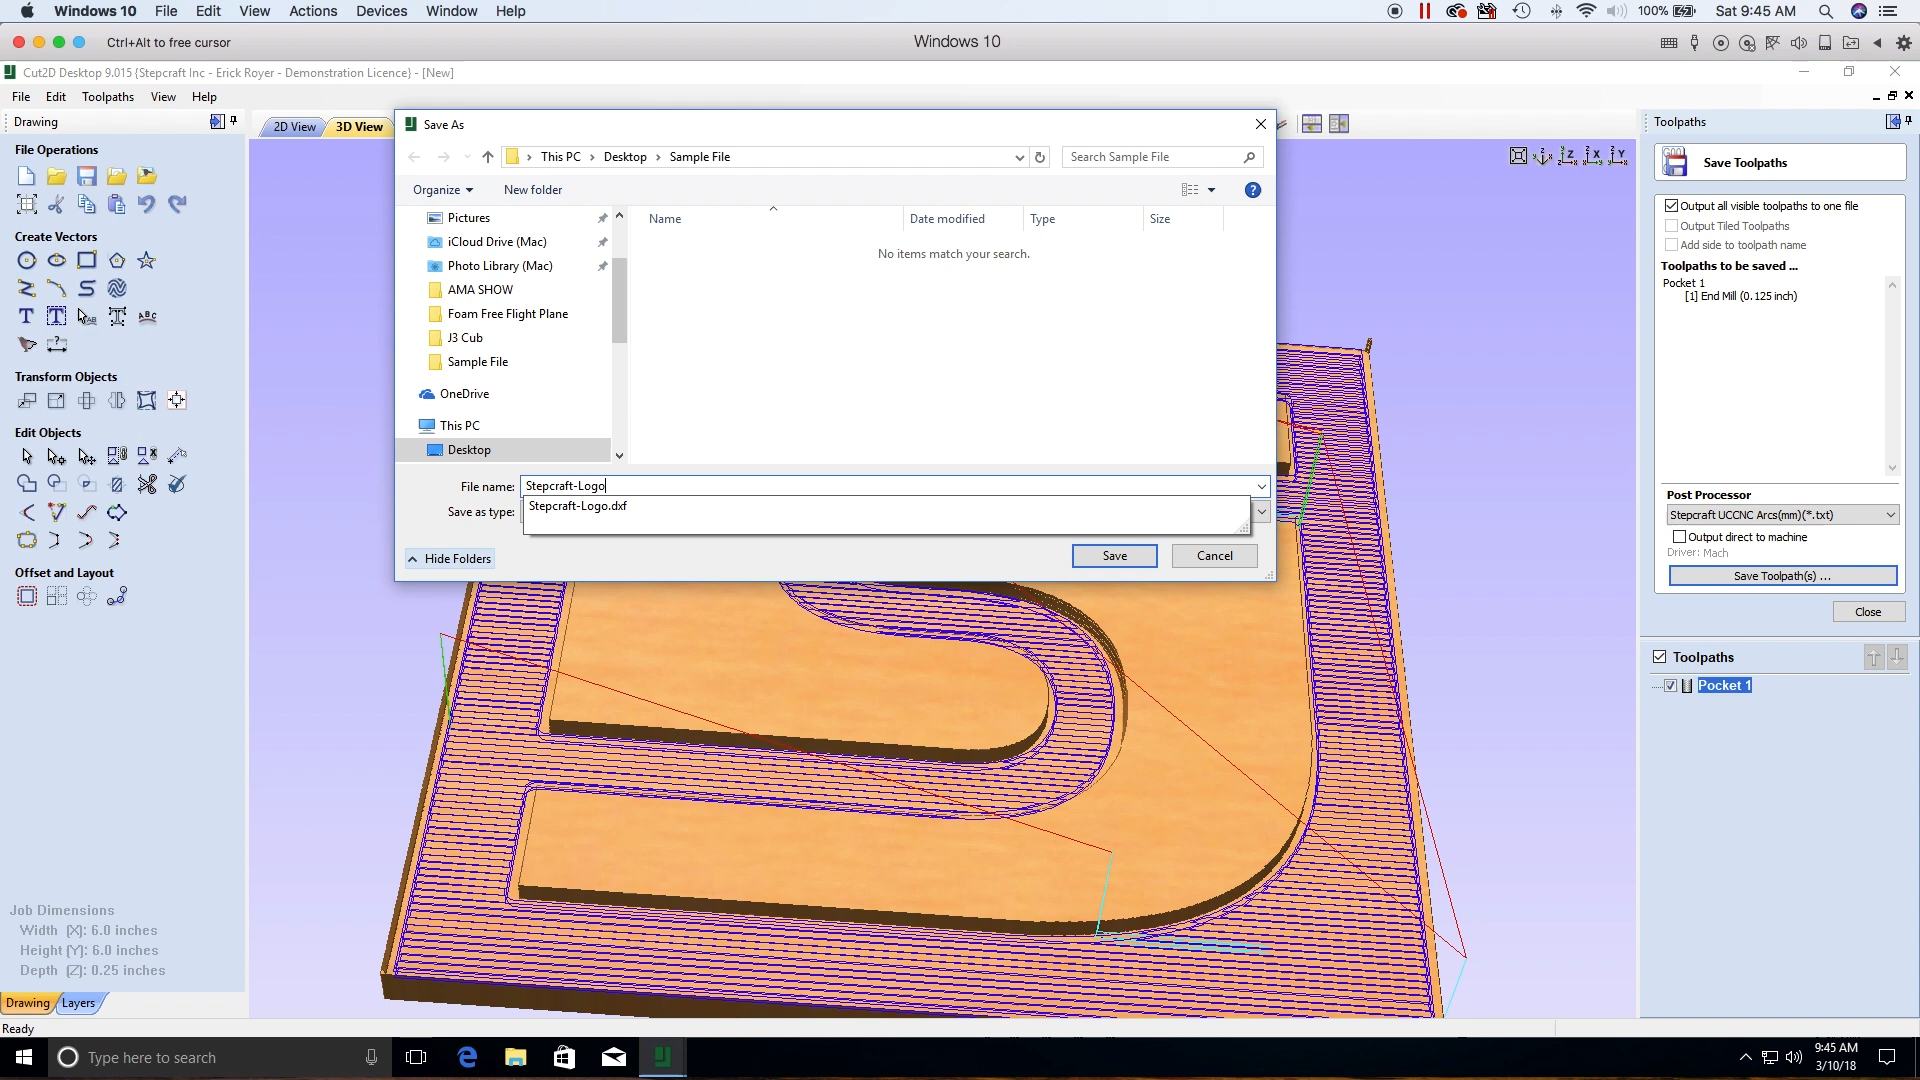 Windows 10 File Edit View Actions Devices Window Help
100% Sat 9:45 AM
Ctrl+Alt to free cursor
Windows 10
Cut2D Desktop 9.015 {Stepcraft Inc - Erick Royer - Demonstration Licence} - [New]
File Edit Toolpaths View Help
Drawing
File Operations
Create Vectors
Transform Objects
Edit Objects
Offset and Layout
Job Dimensions
Width (X): 6.0 inches
Height (Y): 6.0 inches
Depth (Z): 0.25 inches
Drawing Layers
Ready
2D View 3D View
Save As
This PC Desktop Sample File
Search Sample File
Organize New folder
Pictures
iCloud Drive (Mac)
Photo Library (Mac)
AMA SHOW
Foam Free Flight Plane
J3 Cub
Sample File
OneDrive
This PC
Desktop
Name Date modified Type Size
No items match your search.
File name: Stepcraft-Logo
Stepcraft-Logo.dxf
Save as type:
Hide Folders
Save Cancel
Toolpaths
Save Toolpaths
Output all visible toolpaths to one file
Output Tiled Toolpaths
Add side to toolpath name
Toolpaths to be saved ...
Pocket 1
[1] End Mill (0.125 inch)
Post Processor
Stepcraft UCCNC Arcs(mm)(*.txt)
Output direct to machine
Driver: Mach
Save Toolpath(s) ...
Close
Toolpaths
Pocket 1
Type here to search
9:45 AM
3/10/18